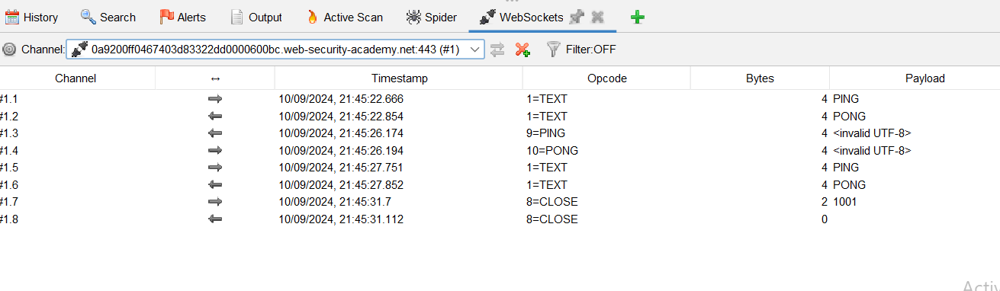 History Search Alerts Output Active Scan Spider WebSockets
Channel: 0a9200ff0467403d83322dd0000600bc.web-security-academy.net:443 (#1) Filter:OFF
Channel ↔ Timestamp Opcode Bytes Payload
#1.1 10/09/2024, 21:45:22.666 1=TEXT 4 PING
#1.2 10/09/2024, 21:45:22.854 1=TEXT 4 PONG
#1.3 10/09/2024, 21:45:26.174 9=PING 4 <invalid UTF-8>
#1.4 10/09/2024, 21:45:26.194 10=PONG 4 <invalid UTF-8>
#1.5 10/09/2024, 21:45:27.751 1=TEXT 4 PING
#1.6 10/09/2024, 21:45:27.852 1=TEXT 4 PONG
#1.7 10/09/2024, 21:45:31.7 8=CLOSE 2 1001
#1.8 10/09/2024, 21:45:31.112 8=CLOSE 0